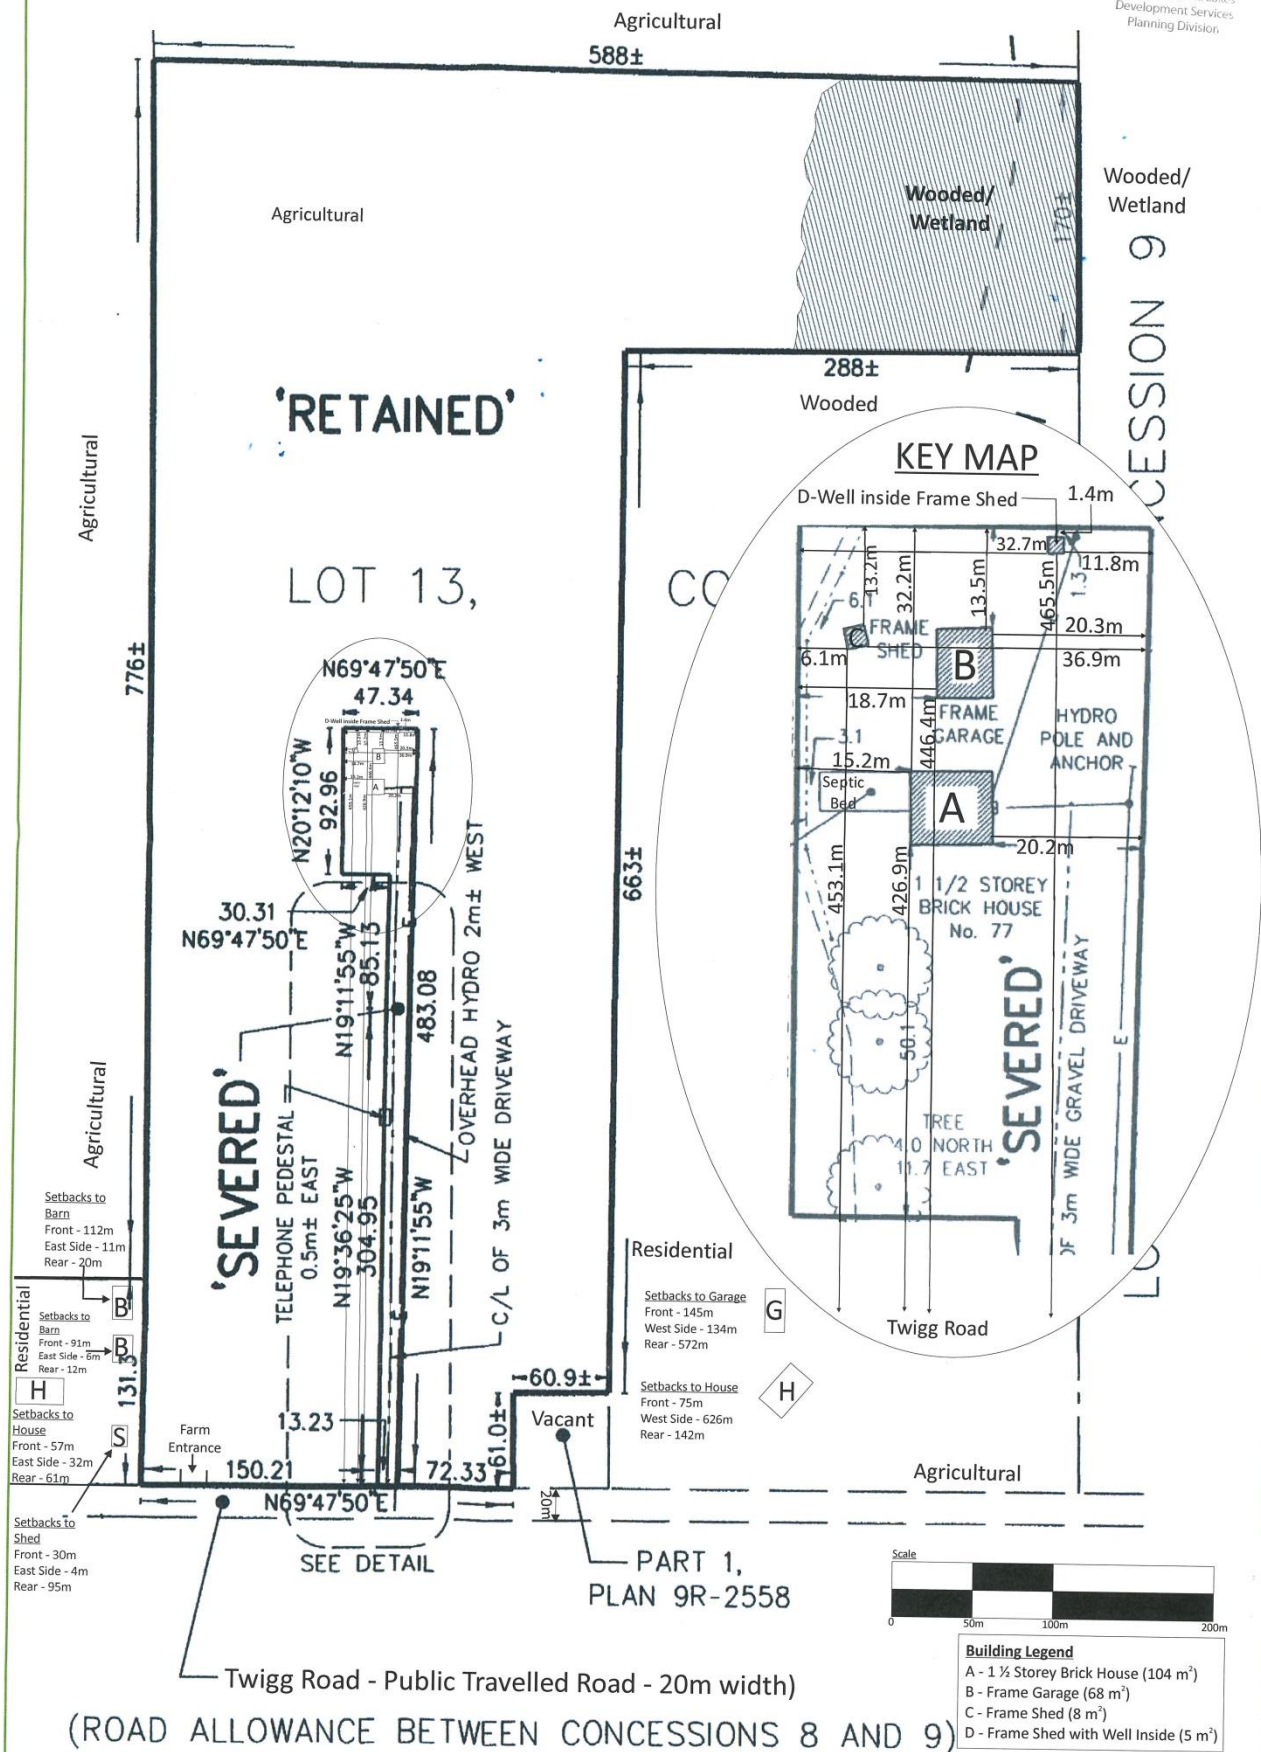 Development Services
Planning Division
Agricultural
588±
Agricultural
Wooded/
Wetland
170±
Wooded/
Wetland
288±
Wooded
'RETAINED'
Agricultural
LOT 13,
CO
CESSION 9
776±
663±
N69°47'50"E
47.34
D-Well inside Frame Shed
1.4m
B
A
N20°12'10"W
92.96
30.31
N69°47'50"E
N19°11'55"W
85.13
483.08
OVERHEAD HYDRO 2m± WEST
'SEVERED'
TELEPHONE PEDESTAL
0.5m± EAST
N19°36'25"W
304.95
N19°11'55"W
C/L OF 3m WIDE DRIVEWAY
KEY MAP
D-Well inside Frame Shed
1.4m
32.7m
11.8m
13.2m
32.2m
13.5m
465.5m
1.3
6.1
C
FRAME
SHED
B
20.3m
6.1m
36.9m
18.7m
446.4m
FRAME
GARAGE
HYDRO
POLE AND
ANCHOR
3.1
15.2m
Septic
Bed
A
20.2m
453.1m
426.9m
1 1/2 STOREY
BRICK HOUSE
No. 77
'SEVERED'
50.1
TREE
4.0 NORTH
11.7 EAST
OF 3m WIDE GRAVEL DRIVEWAY
E
Twigg Road
LO
Agricultural
Setbacks to
Barn
Front - 112m
East Side - 11m
Rear - 20m
B
Residential
Setbacks to
Barn
Front - 91m
East Side - 6m
Rear - 12m
B
131.3
H
Setbacks to
House
Front - 57m
East Side - 32m
Rear - 61m
S
Farm
Entrance
Setbacks to
Shed
Front - 30m
East Side - 4m
Rear - 95m
Residential
Setbacks to Garage
Front - 145m
West Side - 134m
Rear - 572m
G
Setbacks to House
Front - 75m
West Side - 626m
Rear - 142m
H
60.9±
61.0±
Vacant
13.23
150.21
72.33
N69°47'50"E
20m
Agricultural
SEE DETAIL
PART 1,
PLAN 9R-2558
Scale
0 50m 100m 200m
Twigg Road - Public Travelled Road - 20m width)
(ROAD ALLOWANCE BETWEEN CONCESSIONS 8 AND 9)
Building Legend
A - 1 ½ Storey Brick House (104 m²)
B - Frame Garage (68 m²)
C - Frame Shed (8 m²)
D - Frame Shed with Well Inside (5 m²)